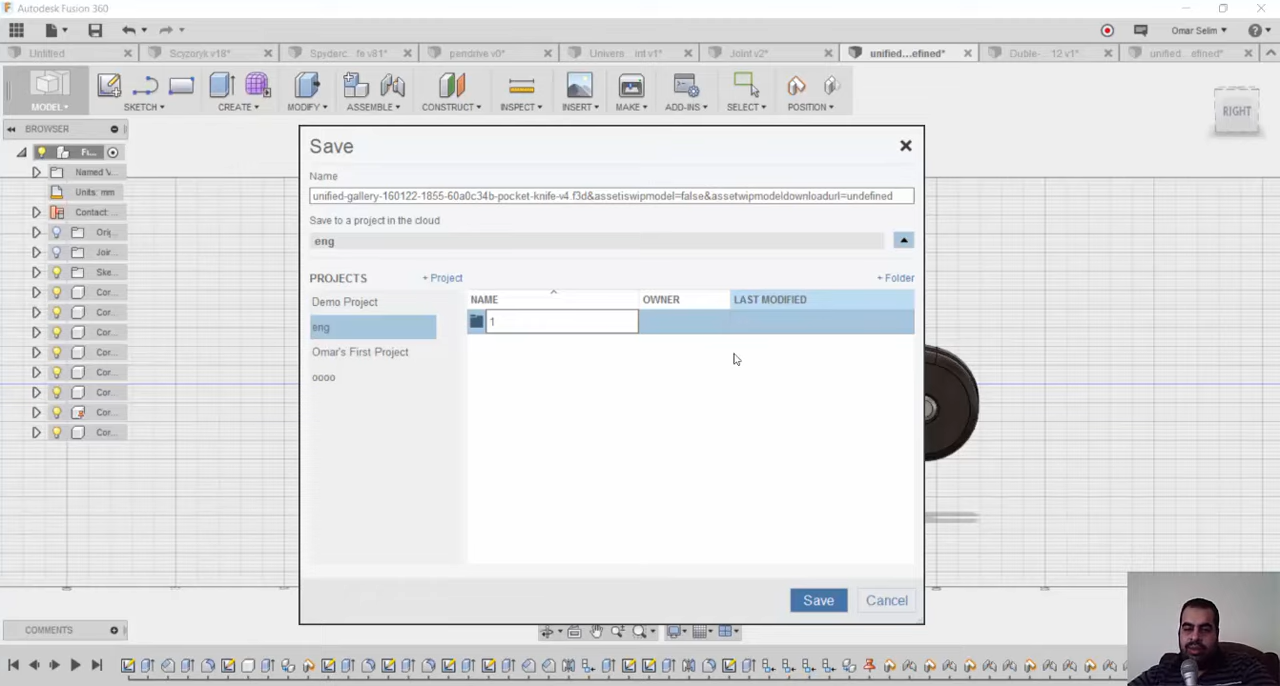 Autodesk Fusion 360
Omar Selim
Untitled
Scyzoryk v18*
Spyderc...fe v81*
pendrive v0*
Univers...int v1*
Joint v2*
unified...efined*
Duble-...12 v1*
unified...efined*
MODEL
SKETCH
CREATE
MODIFY
ASSEMBLE
CONSTRUCT
INSPECT
INSERT
MAKE
ADD-INS
SELECT
POSITION
RIGHT
BROWSER
Fi...
Named V...
Units: mm
Contact:
Orig...
Join...
Ske...
Cor...
Cor...
Cor...
Cor...
Cor...
Cor...
Cor...
Cor...
Save
Name
unified-gallery-160122-1855-60a0c34b-pocket-knife-v4.f3d&assetiswipmodel=false&assetwipmodeldownloadurl=undefined
Save to a project in the cloud
eng
PROJECTS
+ Project
+ Folder
Demo Project
eng
Omar's First Project
oooo
NAME
OWNER
LAST MODIFIED
1
Save
Cancel
COMMENTS